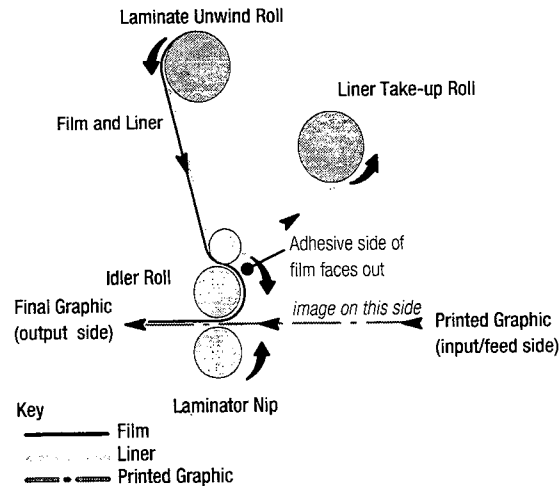 Laminate Unwind Roll
Liner Take-up Roll
Film and Liner
Adhesive side of
film faces out
Idler Roll
Final Graphic
(output side)
image on this side
Printed Graphic
(input/feed side)
Laminator Nip
Key
Film
Liner
Printed Graphic